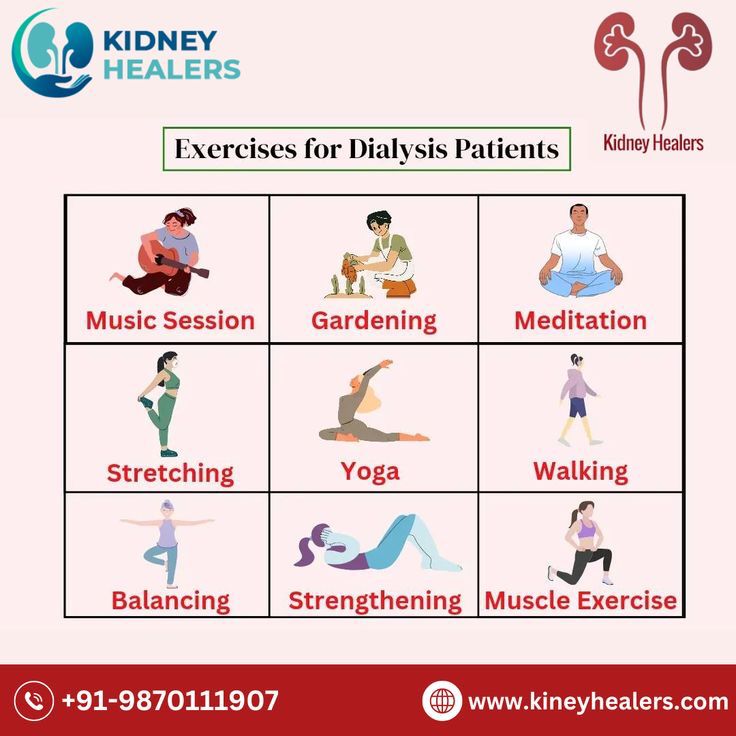 KIDNEY
HEALERS
Kidney Healers
Exercises for Dialysis Patients
Music Session
Gardening
Meditation
Stretching
Yoga
Walking
Balancing
Strengthening
Muscle Exercise
+91-9870111907
www.kineyhealers.com